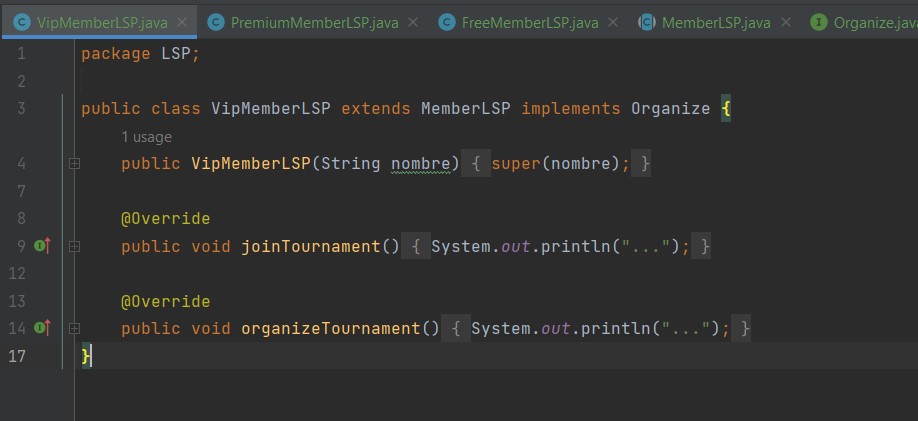 VipMemberLSP.java PremiumMemberLSP.java FreeMemberLSP.java MemberLSP.java Organize.java
1 package LSP;
2
3 public class VipMemberLSP extends MemberLSP implements Organize {
1 usage
4 public VipMemberLSP(String nombre) { super(nombre); }
7
8 @Override
9 public void joinTournament() { System.out.println("..."); }
12
13 @Override
14 public void organizeTournament() { System.out.println("..."); }
17 }